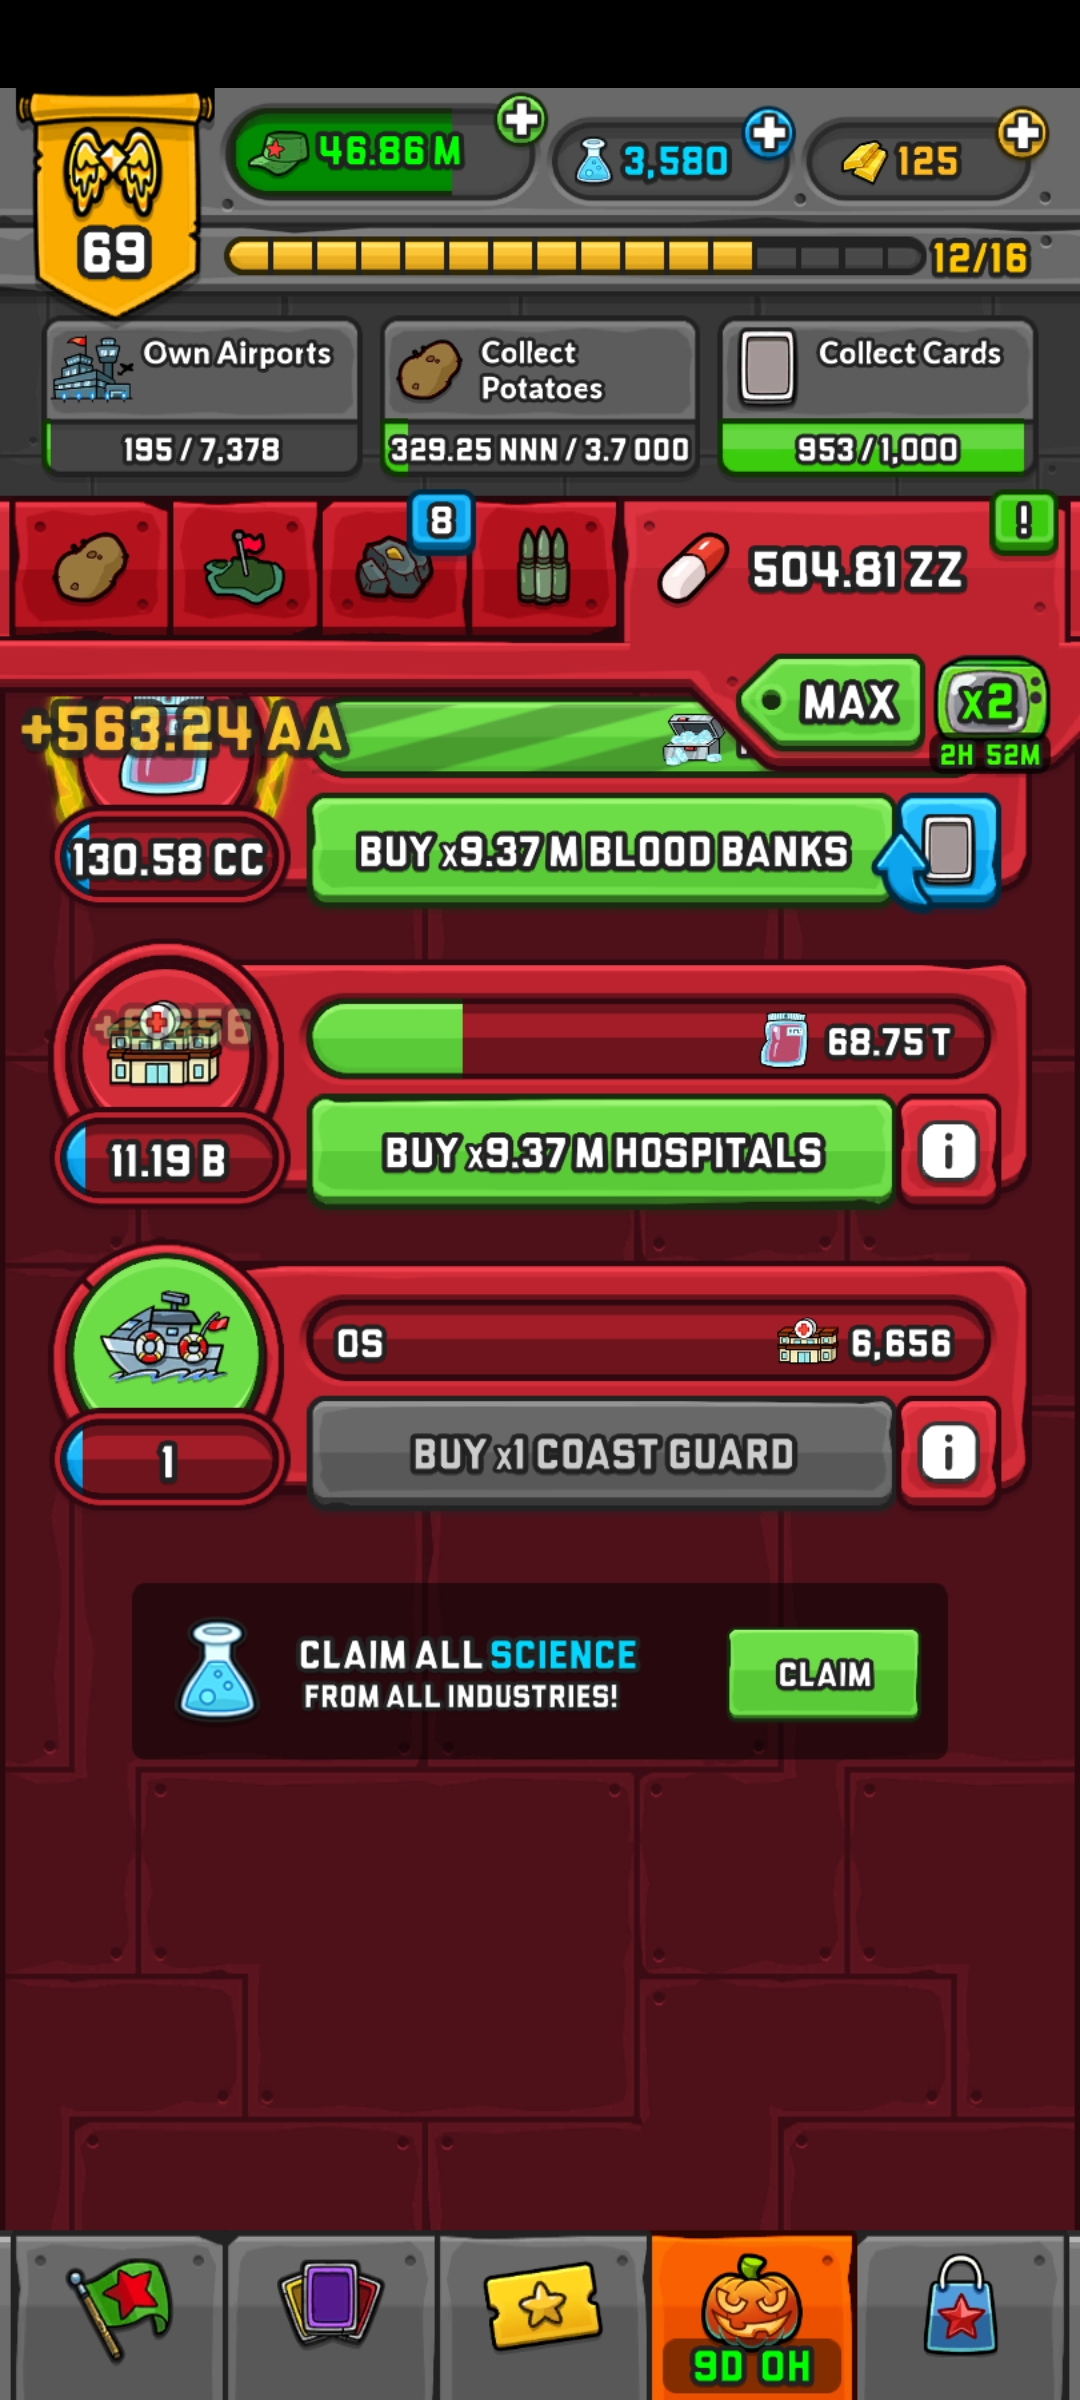 46.86 M
3,580
125
69
12/16
Own Airports
195 / 7,378
Collect
Potatoes
329.25 NNN / 3.7 OOO
Collect Cards
953 / 1,000
8
504.81 ZZ
!
MAX
x2
2H 52M
+563.24 AA
130.58 CC
BUY x9.37 M BLOOD BANKS
68.75 T
11.19 B
BUY x9.37 M HOSPITALS
i
0S
6,656
1
BUY x1 COAST GUARD
i
CLAIM ALL SCIENCE
FROM ALL INDUSTRIES!
CLAIM
9D 0H